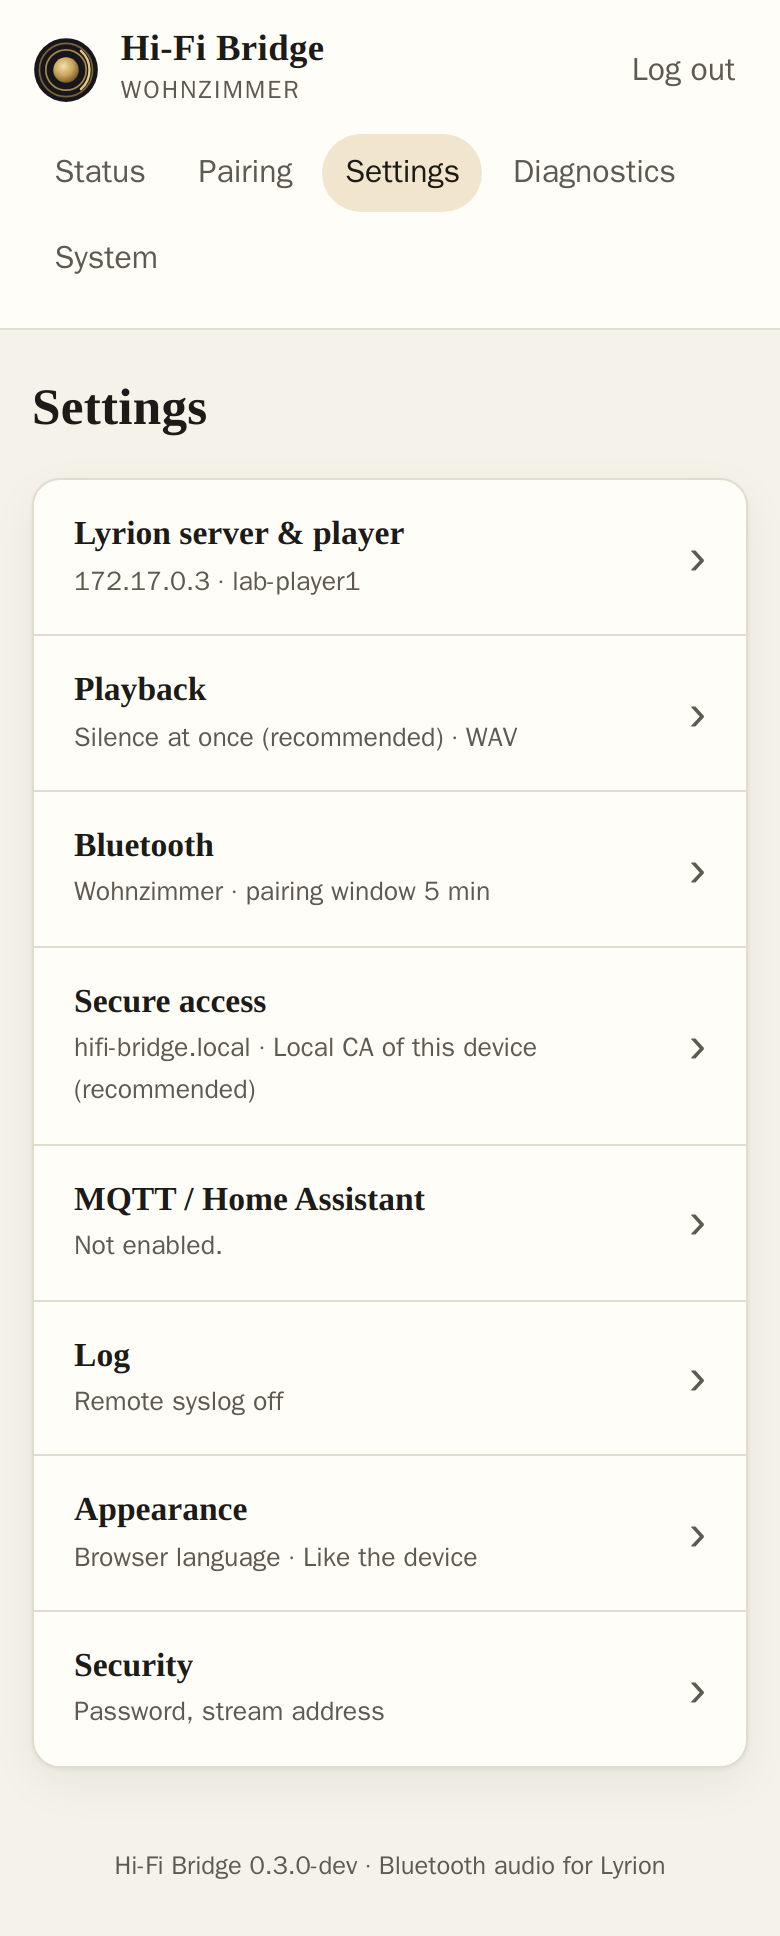 Hi-Fi Bridge
WOHNZIMMER
Log out
Status
Pairing
Settings
Diagnostics
System
Settings
Lyrion server & player
172.17.0.3 · lab-player1
Playback
Silence at once (recommended) · WAV
Bluetooth
Wohnzimmer · pairing window 5 min
Secure access
hifi-bridge.local · Local CA of this device
(recommended)
MQTT / Home Assistant
Not enabled.
Log
Remote syslog off
Appearance
Browser language · Like the device
Security
Password, stream address
Hi-Fi Bridge 0.3.0-dev · Bluetooth audio for Lyrion